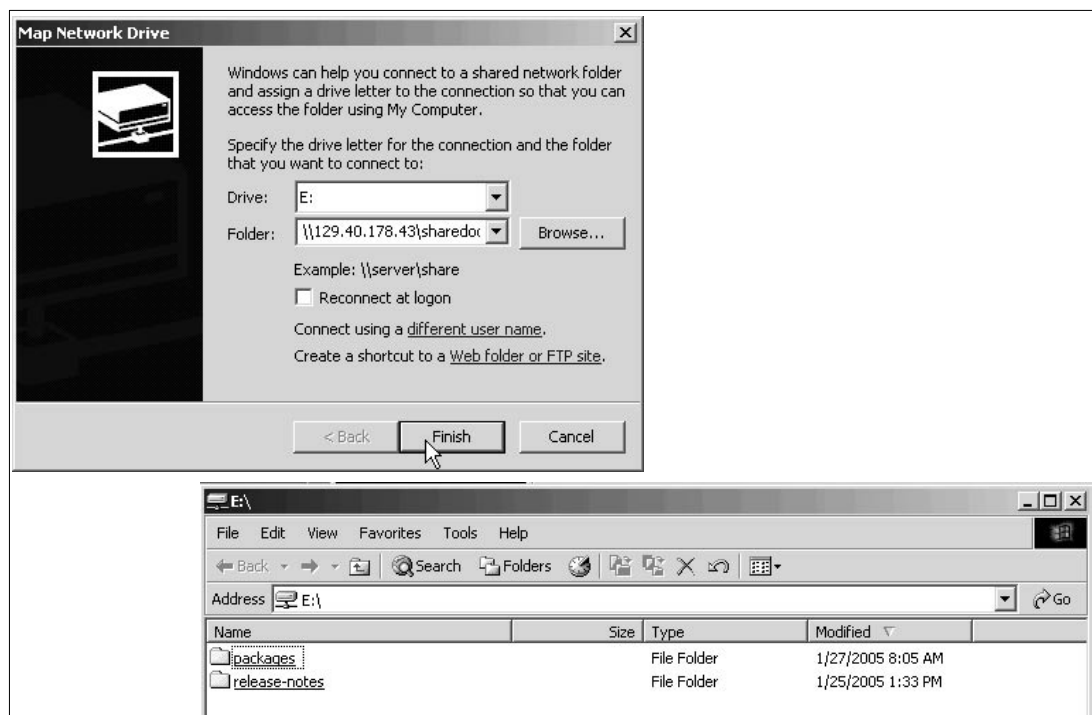 Map Network Drive
Windows can help you connect to a shared network folder
and assign a drive letter to the connection so that you can
access the folder using My Computer.
Specify the drive letter for the connection and the folder
that you want to connect to:
Drive: E:
Folder: \\129.40.178.43\sharedoc Browse...
Example: \\server\share
Reconnect at logon
Connect using a different user name.
Create a shortcut to a Web folder or FTP site.
< Back Finish Cancel
E:\
File Edit View Favorites Tools Help
Back Search Folders
Address E:\ Go
Name Size Type Modified
packages File Folder 1/27/2005 8:05 AM
release-notes File Folder 1/25/2005 1:33 PM